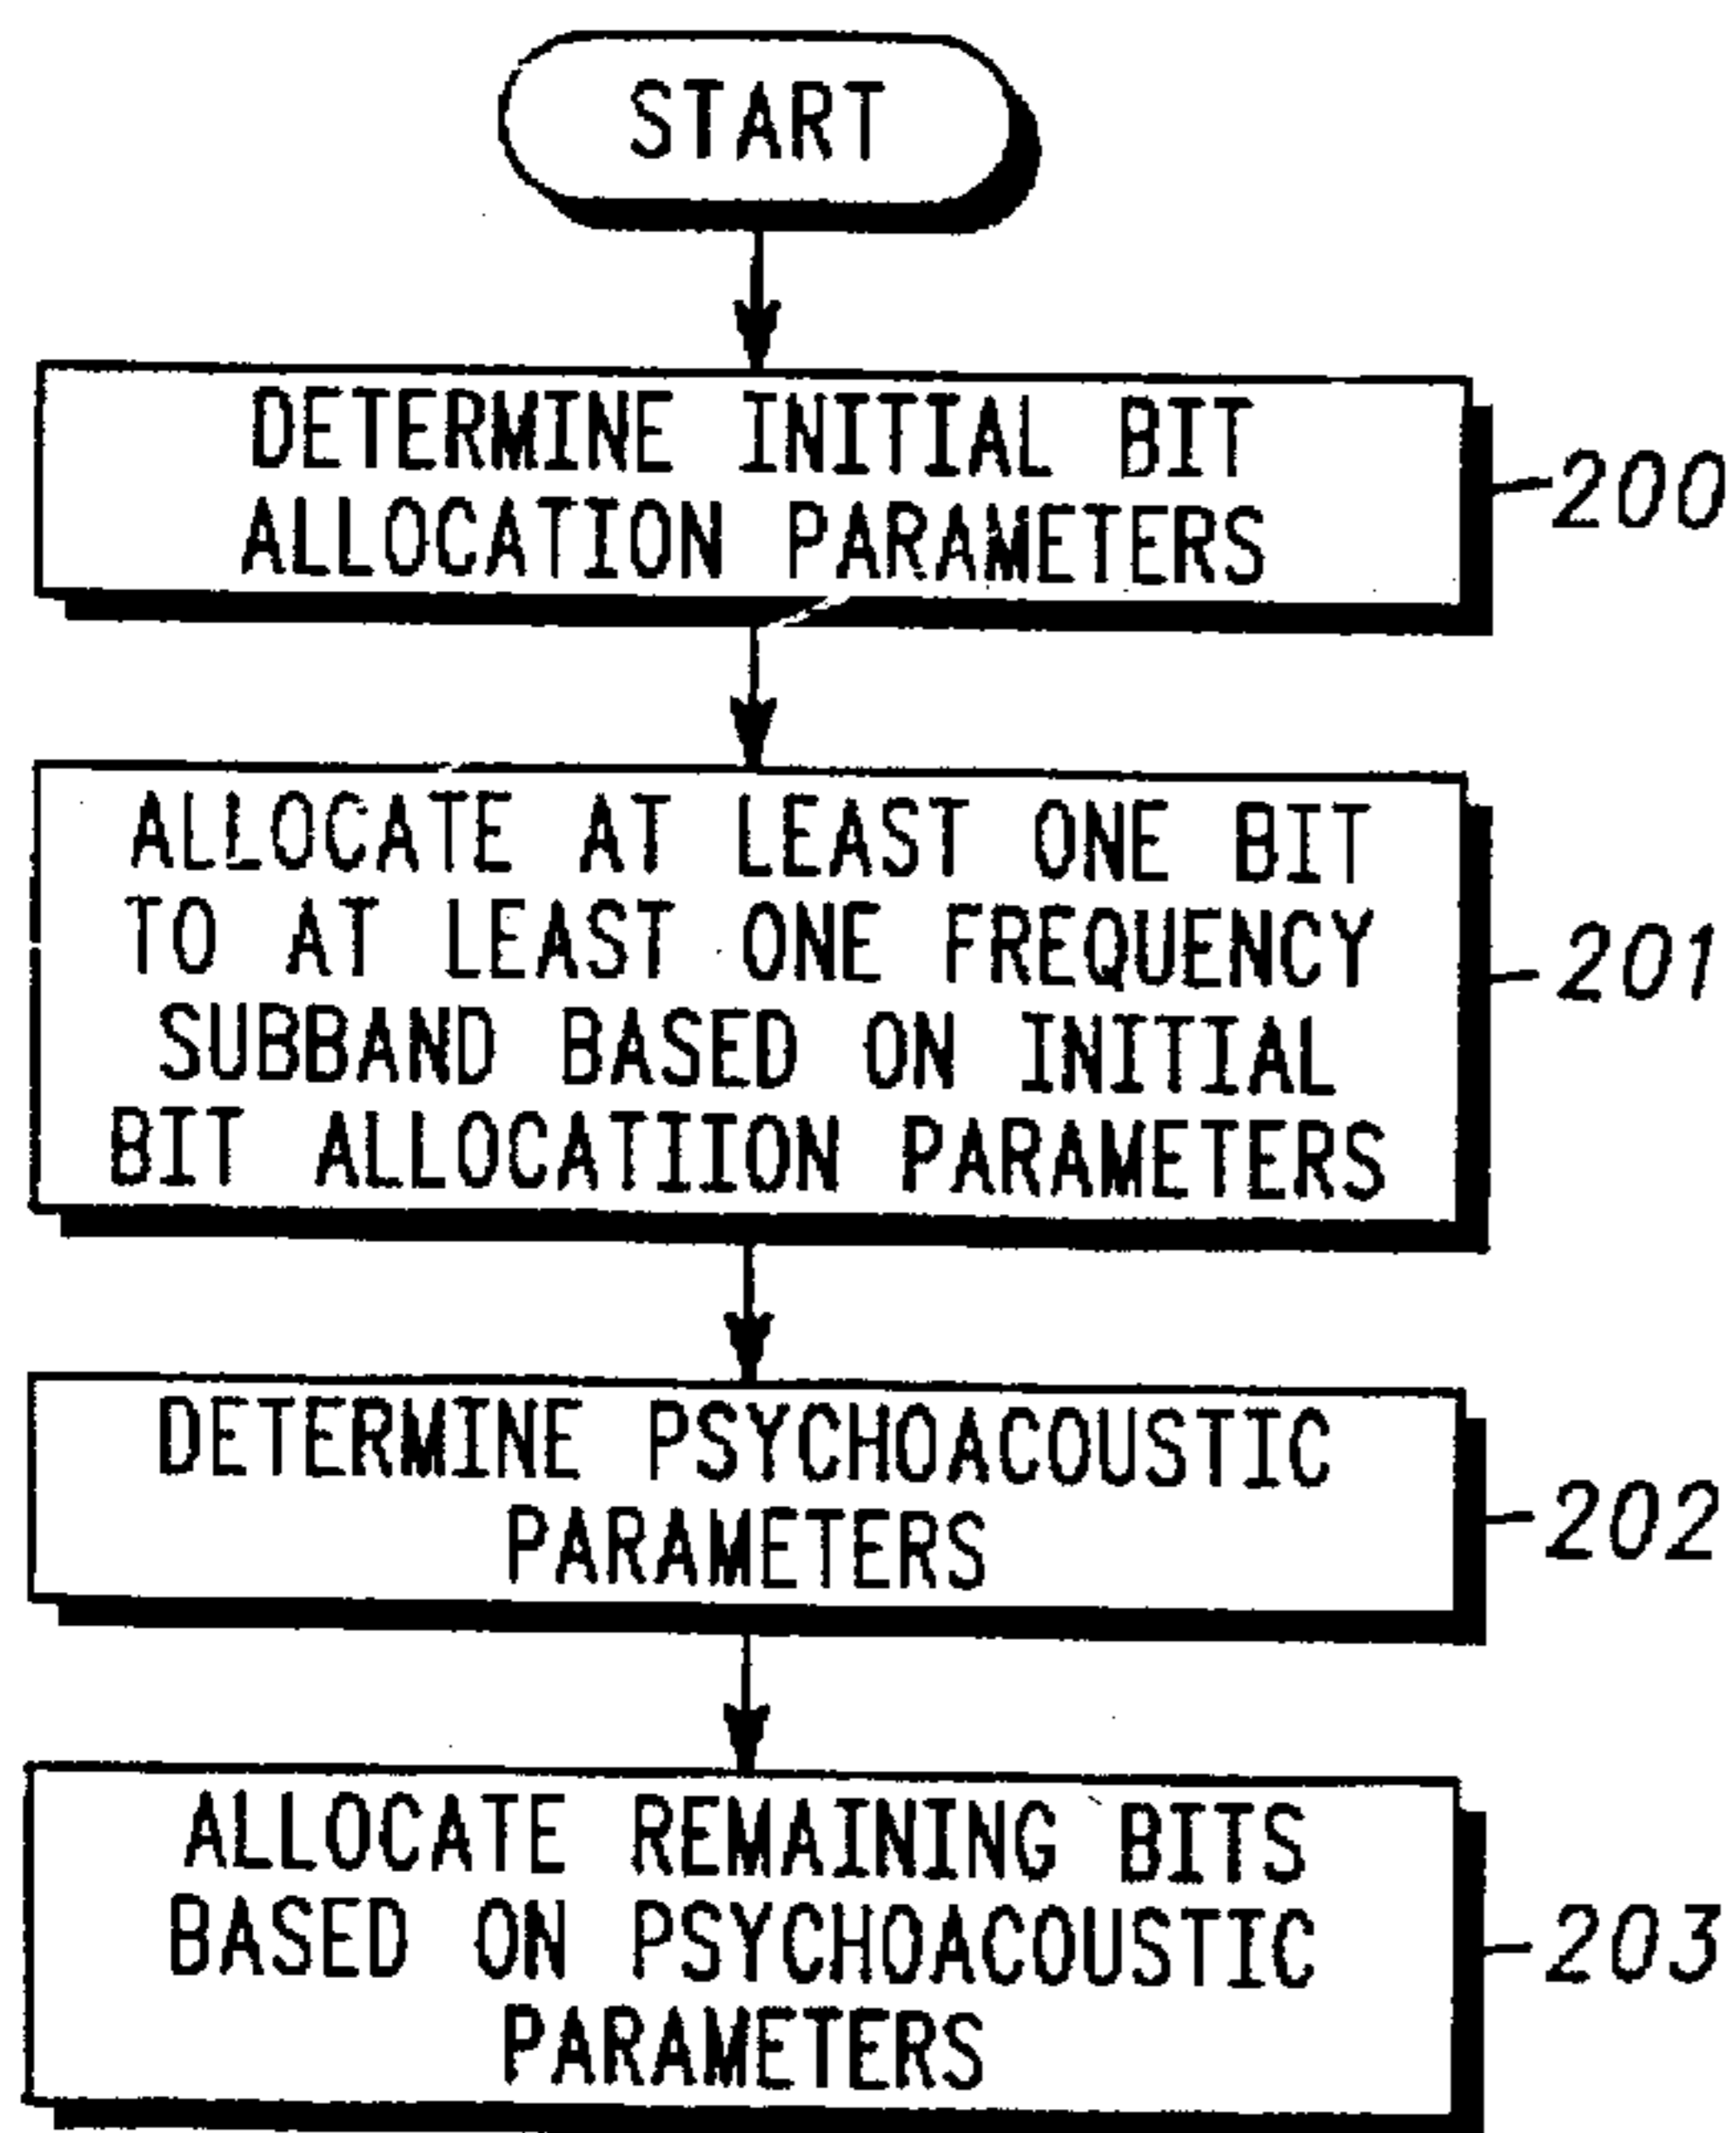 START
DETERMINE INITIAL BIT
ALLOCATION PARAMETERS
200
ALLOCATE AT LEAST ONE BIT
TO AT LEAST ONE FREQUENCY
SUBBAND BASED ON INITIAL
BIT ALLOCATIION PARAMETERS
201
DETERMINE PSYCHOACOUSTIC
PARAMETERS
202
ALLOCATE REMAINING BITS
BASED ON PSYCHOACOUSTIC
PARAMETERS
203